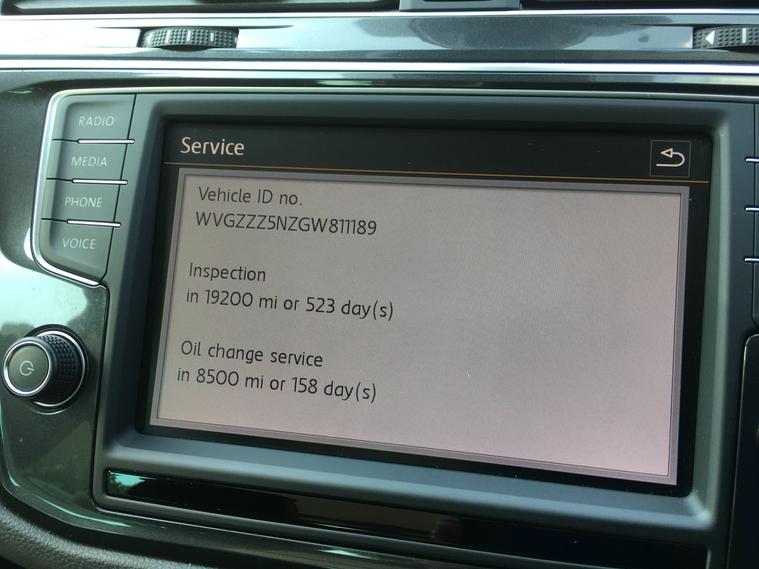 RADIO
MEDIA
PHONE
VOICE
Service
Vehicle ID no.
WVGZZZ5NZGW811189
Inspection
in 19200 mi or 523 day(s)
Oil change service
in 8500 mi or 158 day(s)